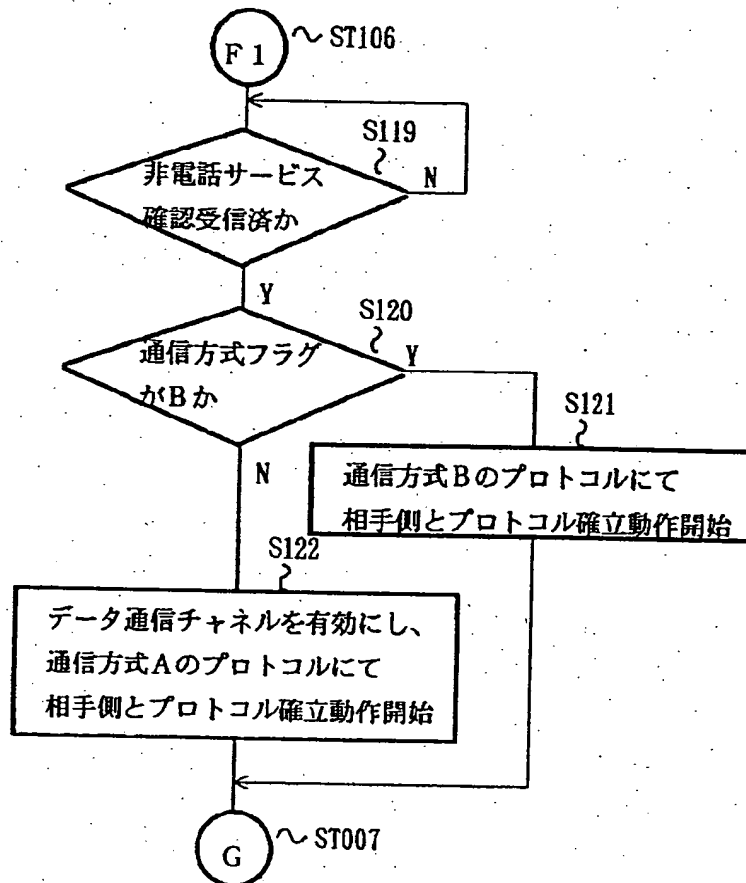 F1
ST106
S119
非電話サービス
確認受信済か
N
Y
S120
通信方式フラグ
がBか
Y
N
S121
通信方式Bのプロトコルにて
相手側とプロトコル確立動作開始
S122
データ通信チャネルを有効にし、
通信方式Aのプロトコルにて
相手側とプロトコル確立動作開始
G
ST007